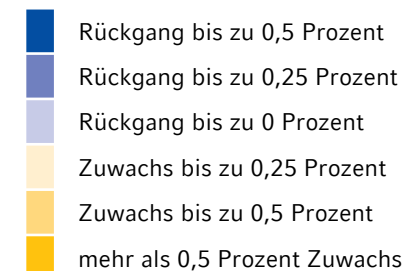 Rückgang bis zu 0,5 Prozent
Rückgang bis zu 0,25 Prozent
Rückgang bis zu 0 Prozent
Zuwachs bis zu 0,25 Prozent
Zuwachs bis zu 0,5 Prozent
mehr als 0,5 Prozent Zuwachs